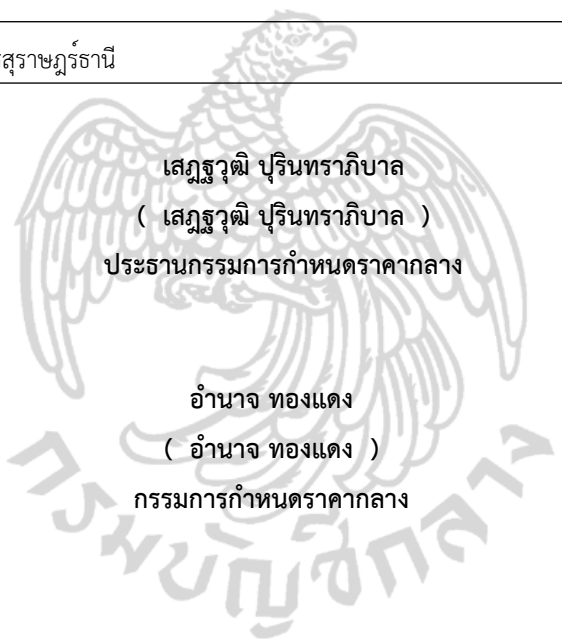 สุราษฎร์ธานี
เสฎฐวุฒิ ปุรินทราภิบาล
( เสฎฐวุฒิ ปุรินทราภิบาล )
ประธานกรรมการกำหนดราคากลาง
อำนาจ ทองแดง
( อำนาจ ทองแดง )
กรรมการกำหนดราคากลาง
กรมบัญชีกลาง